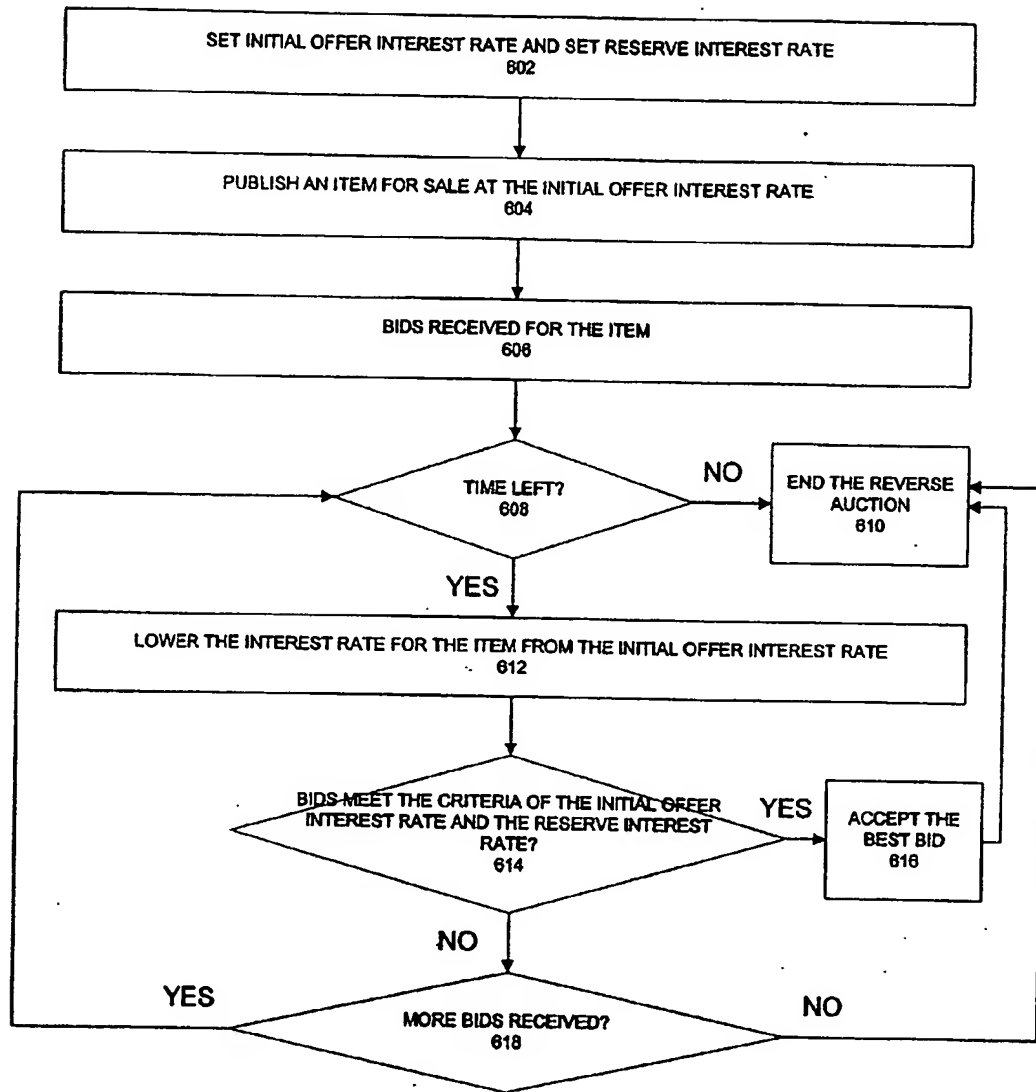 SET INITIAL OFFER INTEREST RATE AND SET RESERVE INTEREST RATE
602
PUBLISH AN ITEM FOR SALE AT THE INITIAL OFFER INTEREST RATE
604
BIDS RECEIVED FOR THE ITEM
606
TIME LEFT?
608
NO
END THE REVERSE
AUCTION
610
YES
LOWER THE INTEREST RATE FOR THE ITEM FROM THE INITIAL OFFER INTEREST RATE
612
BIDS MEET THE CRITERIA OF THE INITIAL OFFER
INTEREST RATE AND THE RESERVE INTEREST
RATE?
614
YES
ACCEPT THE
BEST BID
616
NO
YES
MORE BIDS RECEIVED?
618
NO